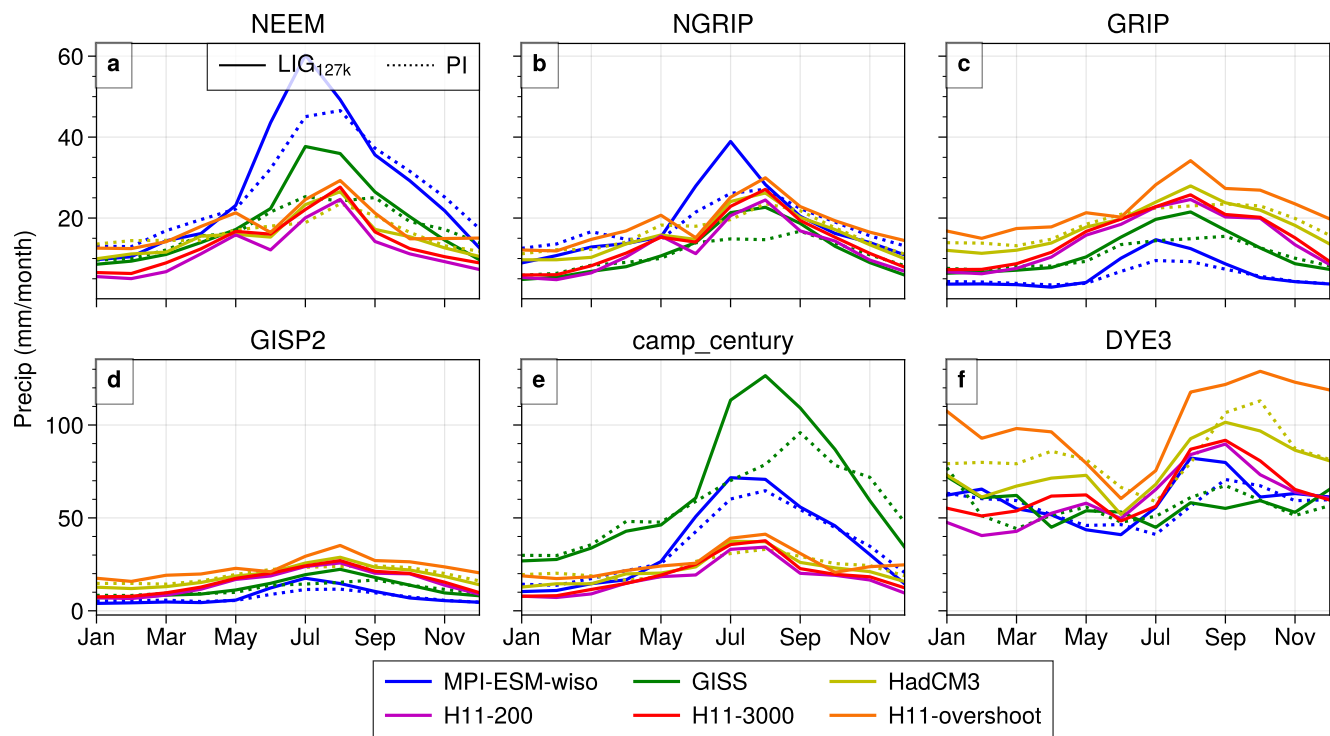 NEEM NGRIP GRIP
a LIG127k PI b c
60
40
20
Precip (mm/month)
GISP2 camp_century DYE3
d e f
100
50
0
Jan Mar May Jul Sep Nov Jan Mar May Jul Sep Nov Jan Mar May Jul Sep Nov
MPI-ESM-wiso GISS HadCM3
H11-200 H11-3000 H11-overshoot